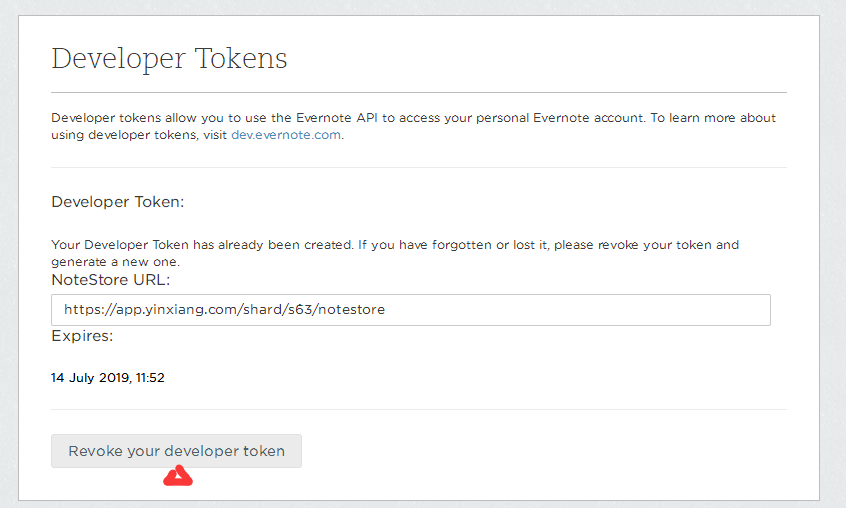 Developer Tokens
Developer tokens allow you to use the Evernote API to access your personal Evernote account. To learn more about
using developer tokens, visit dev.evernote.com.
Developer Token:
Your Developer Token has already been created. If you have forgotten or lost it, please revoke your token and
generate a new one.
NoteStore URL:
https://app.yinxiang.com/shard/s63/notestore
Expires:
14 July 2019, 11:52
Revoke your developer token